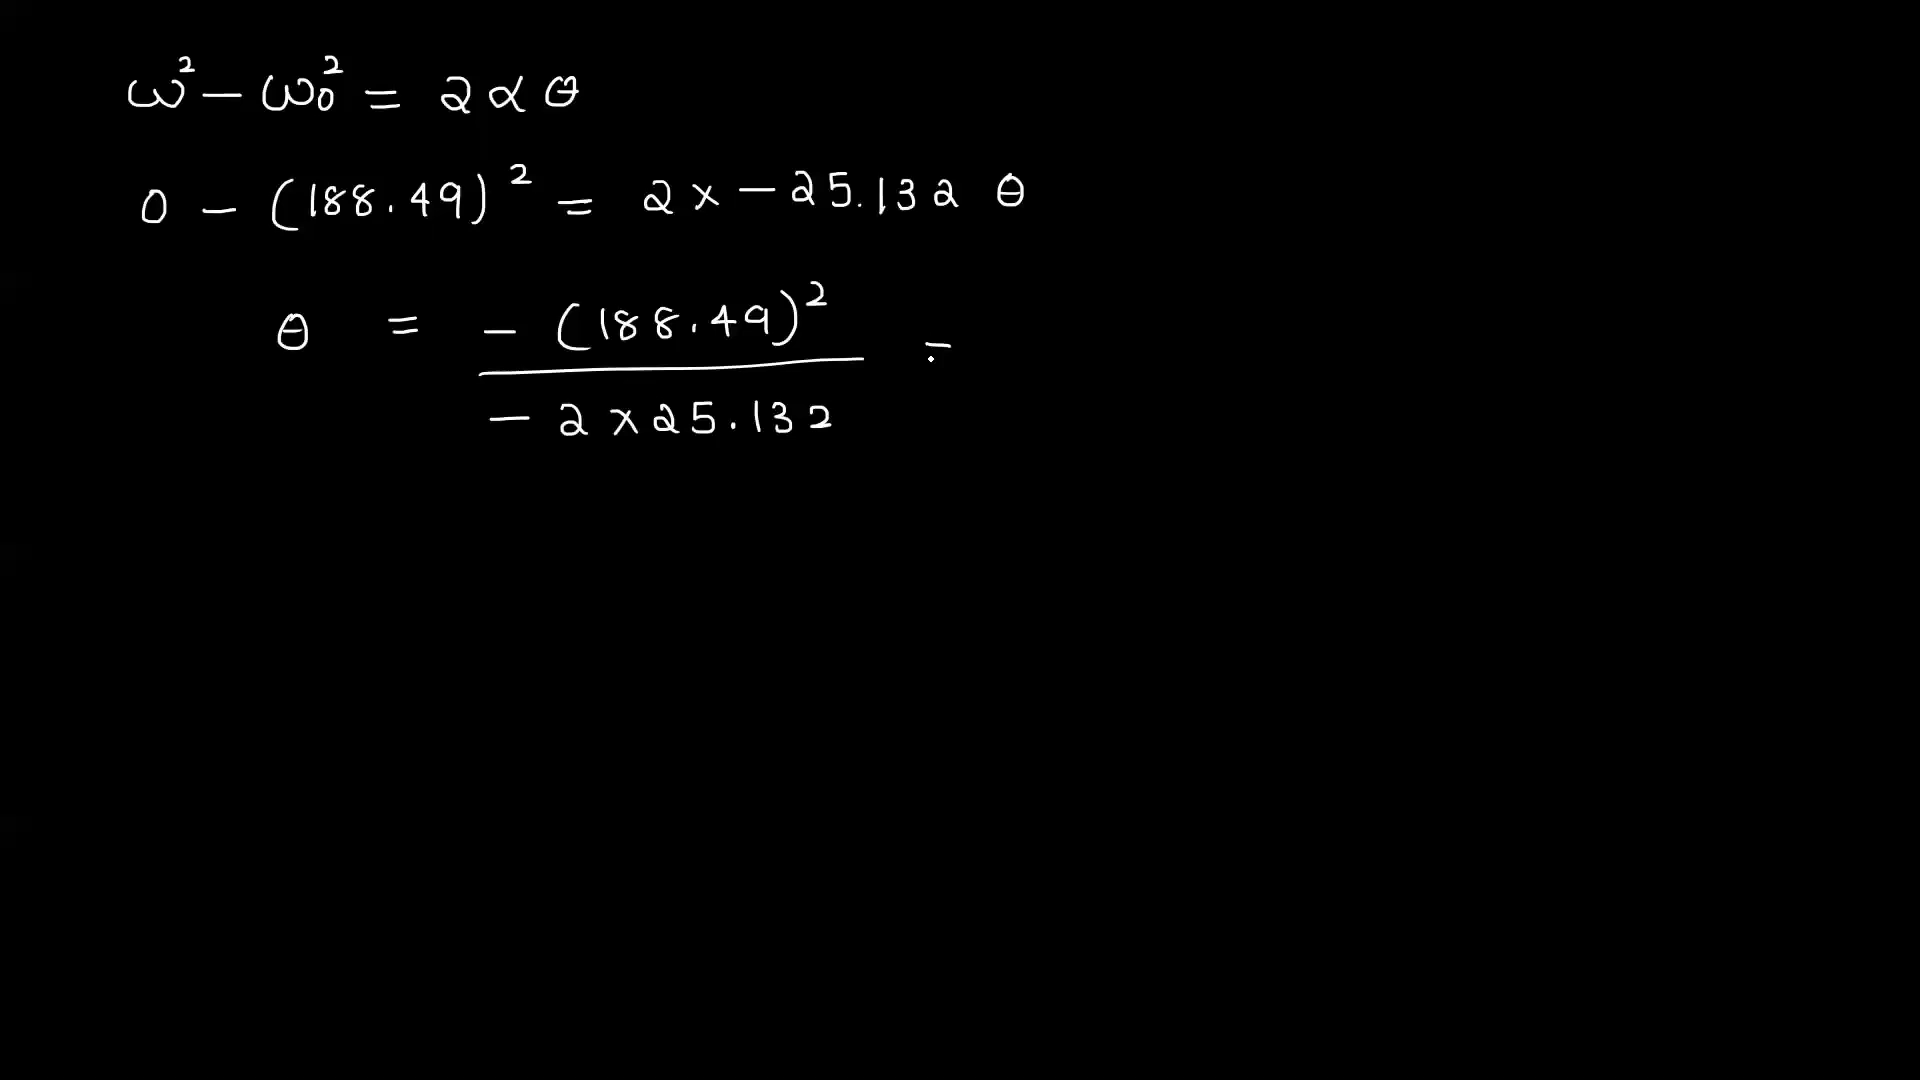 ω² - ω₀² = 2αθ
0 - (188.49)² = 2 x - 25.132 θ
θ = - (188.49)² / - 2 x 25.132 =